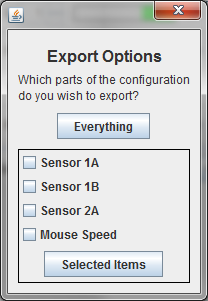 Export Options
Which parts of the configuration
do you wish to export?
Everything
Sensor 1A
Sensor 1B
Sensor 2A
Mouse Speed
Selected Items